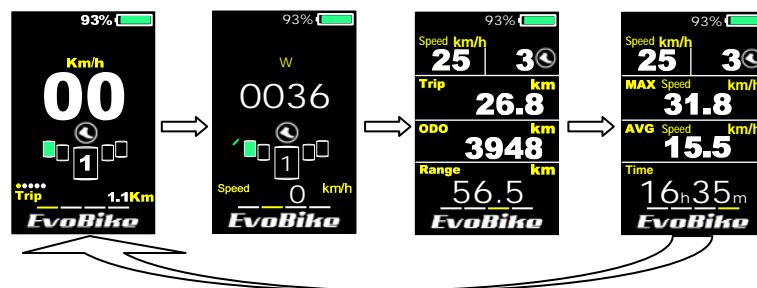 93%
Km/h
00
1
Trip 1.1Km
EvoBike
93%
W
0036
1
Speed 0 km/h
EvoBike
93%
Speed km/h
25 3
Trip km
26.8
ODO km
3948
Range km
56.5
EvoBike
93%
Speed km/h
25 3
MAX Speed km/h
31.8
AVG Speed km/h
15.5
Time
16h35m
EvoBike